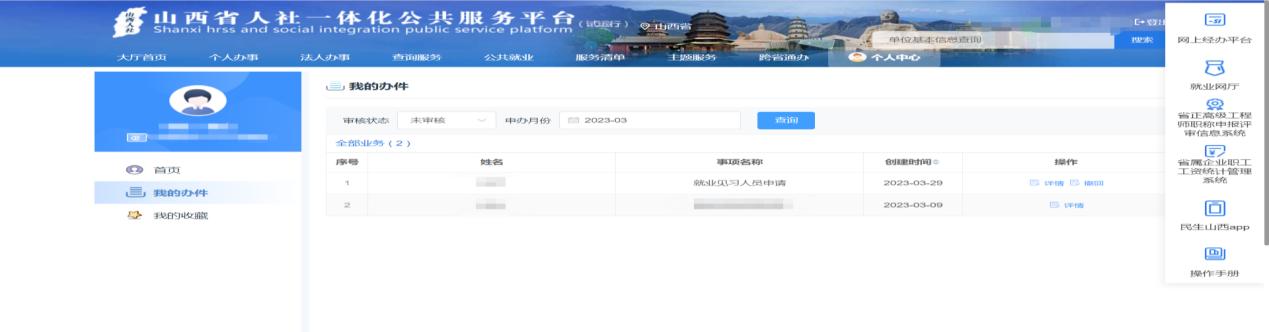 山西省人社一体化公共服务平台(试运行) 山西省
Shanxi hrss and social integration public service platform
单位基本信息查询 搜索
大厅首页 个人办事 法人办事 查询服务 公共就业 服务清单 主题服务 跨省通办 个人中心
首页
我的办件
我的收藏
我的办件
审核状态 未审核 申办月份 2023-03 查询
全部业务(2)
序号 姓名 事项名称 创建时间 操作
1 就业见习人员申请 2023-03-29 详情 撤回
2 2023-03-09 详情
网上经办平台
就业网厅
省正高级工程
师职称申报评
审信息系统
省属企业职工
工资统计管理
系统
民生山西app
操作手册